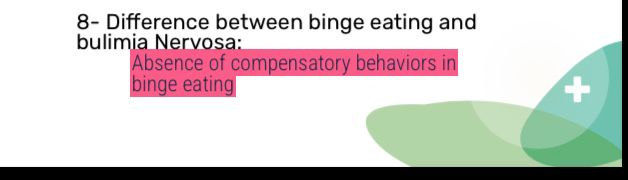 8- Difference between binge eating and
bulimia Nervosa:
Absence of compensatory behaviors in
binge eating